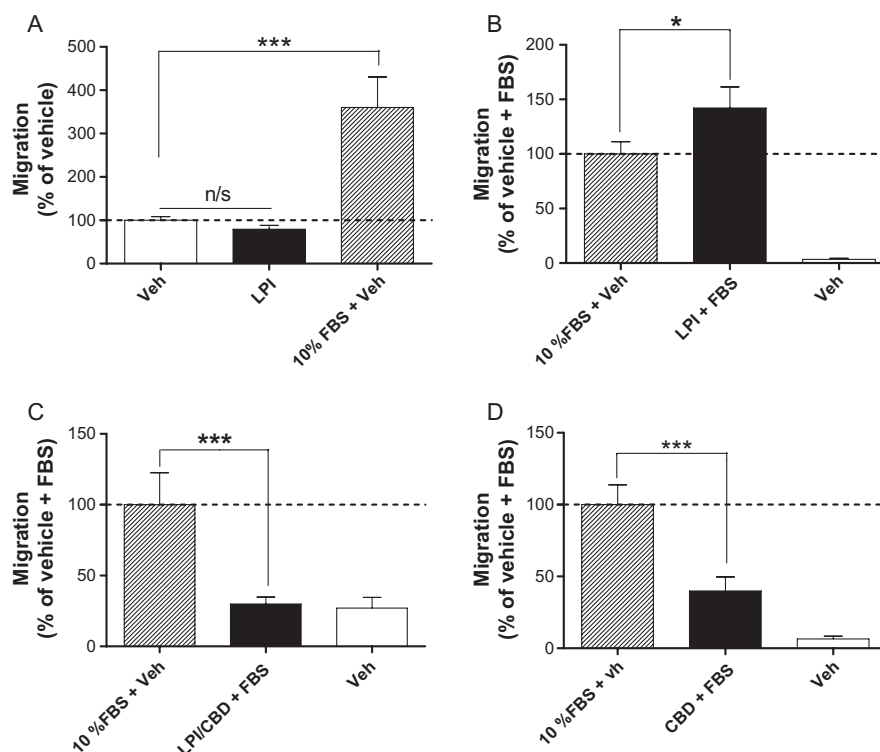 A
Migration
(% of vehicle)
500
400
300
200
100
0
***
n/s
Veh
LPI
10% FBS + Veh
B
Migration
(% of vehicle + FBS)
200
150
100
50
0
*
10 %FBS + Veh
LPI + FBS
Veh
C
Migration
(% of vehicle + FBS)
150
100
50
0
***
10 %FBS + Veh
LPI/CBD + FBS
Veh
D
Migration
(% of vehicle + FBS)
150
100
50
0
***
10 %FBS + vh
CBD + FBS
Veh